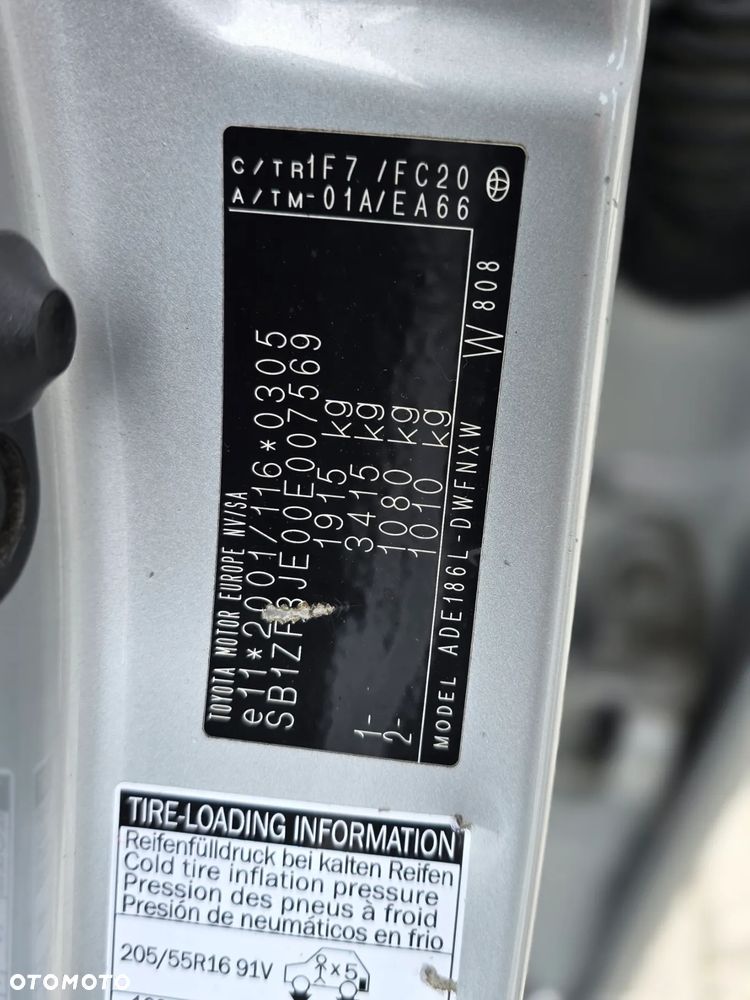 C/TR1F7 /FC20
A/TM-01A/EA66
TOYOTA MOTOR EUROPE NV/SA
e11*2001/116*0305
1915 kg
3415 kg
1- 1080 kg
2- 1010 kg
MODEL ADE186L-DWFNXW W808
TIRE-LOADING INFORMATION
Reifenfülldruck bei kalten Reifen
Cold tire inflation pressure
Pression des pneus à froid
Presión de neumáticos en frio
205/55R16 91V x5
OTOMOTO